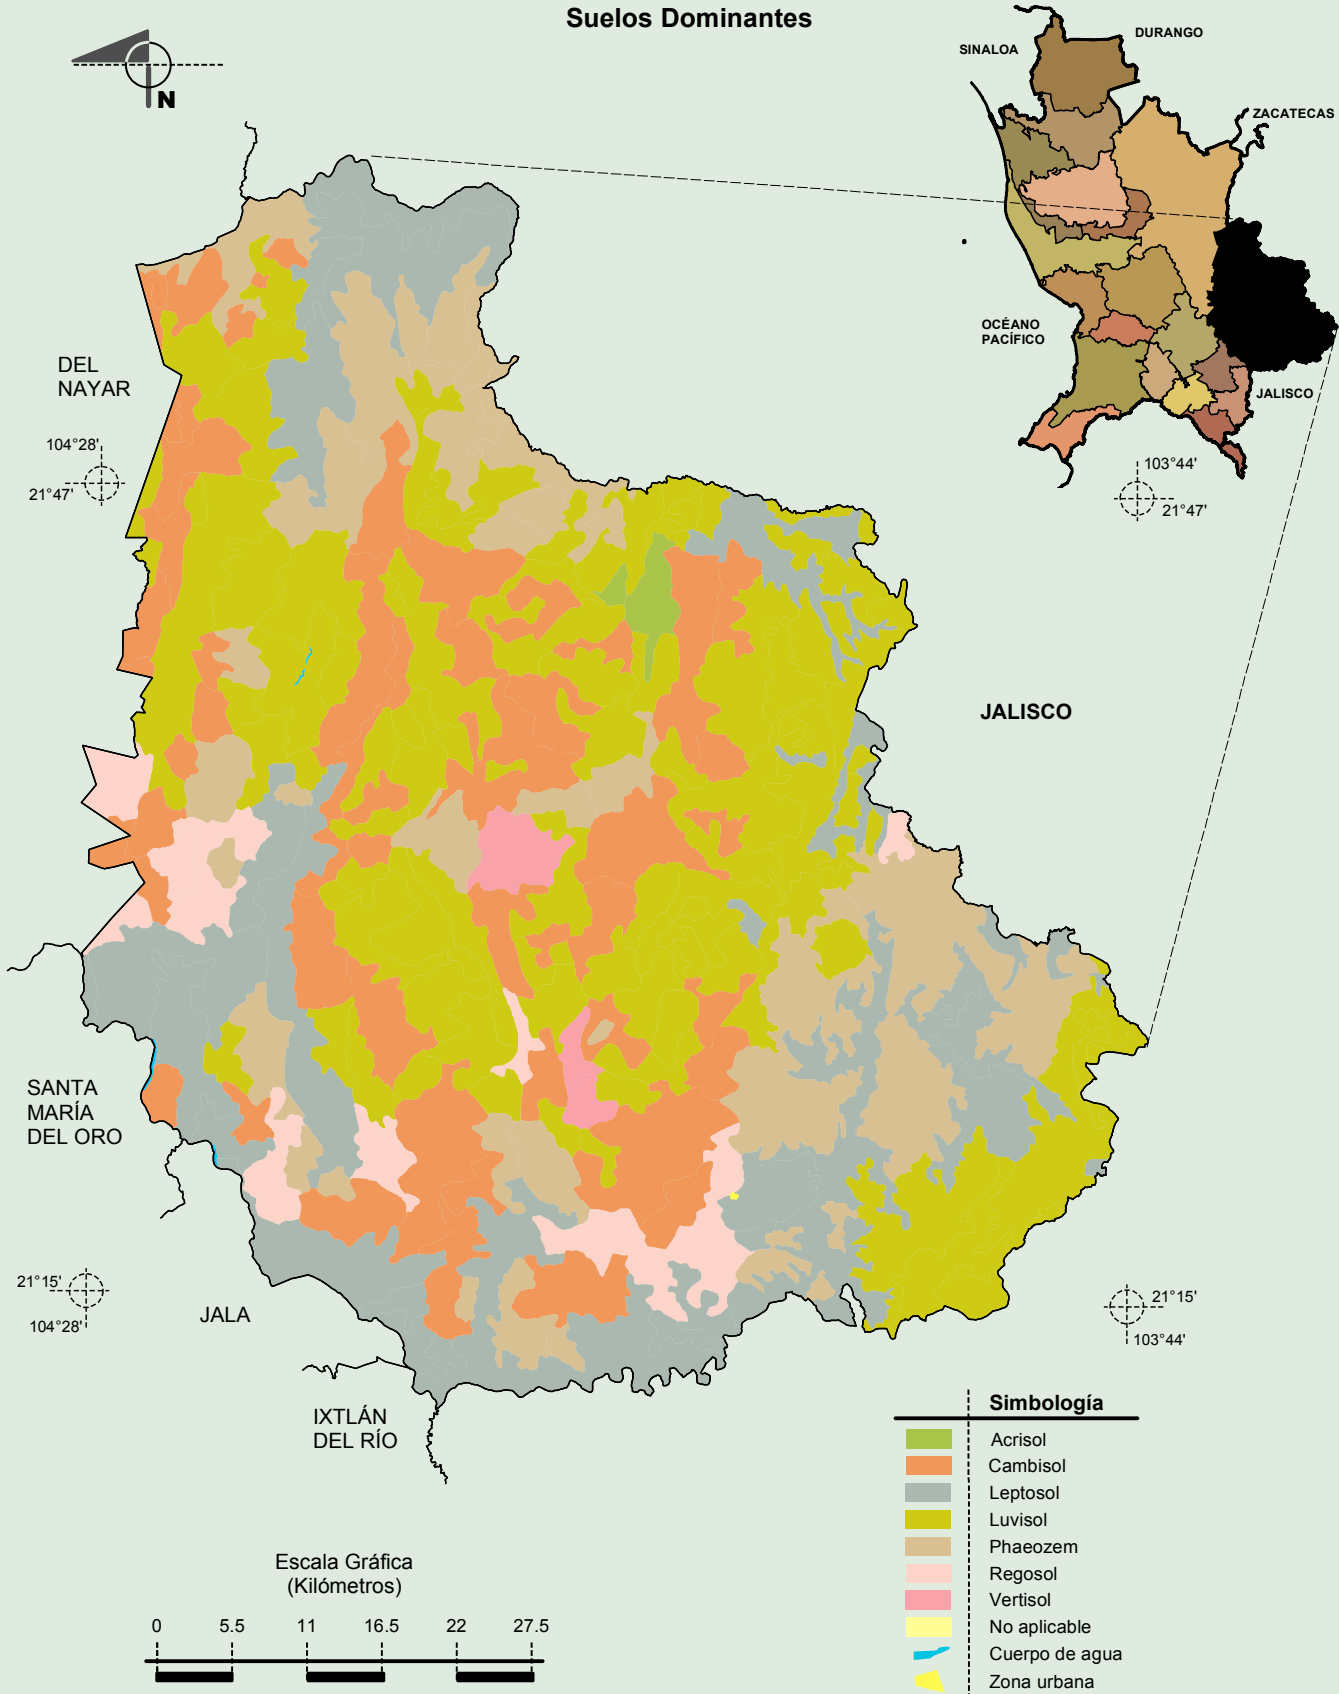 Suelos Dominantes
N
SINALOA
DURANGO
ZACATECAS
OCÉANO
PACÍFICO
JALISCO
DEL
NAYAR
104°28'
21°47'
103°44'
21°47'
JALISCO
SANTA
MARÍA
DEL ORO
21°15'
104°28'
JALA
21°15'
103°44'
IXTLÁN
DEL RÍO
Simbología
Acrisol
Cambisol
Leptosol
Luvisol
Phaeozem
Regosol
Vertisol
No aplicable
Cuerpo de agua
Zona urbana
Escala Gráfica
(Kilómetros)
0 5.5 11 16.5 22 27.5